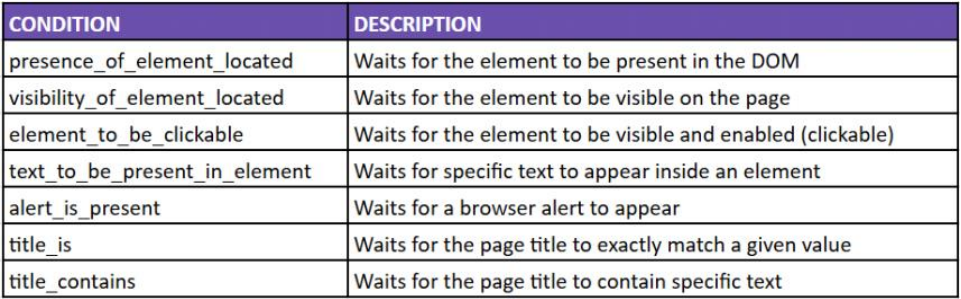 CONDITION DESCRIPTION
presence_of_element_located Waits for the element to be present in the DOM
visibility_of_element_located Waits for the element to be visible on the page
element_to_be_clickable Waits for the element to be visible and enabled (clickable)
text_to_be_present_in_element Waits for specific text to appear inside an element
alert_is_present Waits for a browser alert to appear
title_is Waits for the page title to exactly match a given value
title_contains Waits for the page title to contain specific text